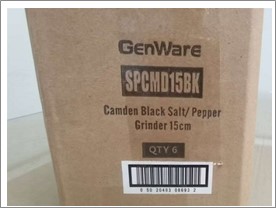 GenWare
SPCMD15BK
Camden Black Salt/ Pepper
Grinder 15cm
QTY 6